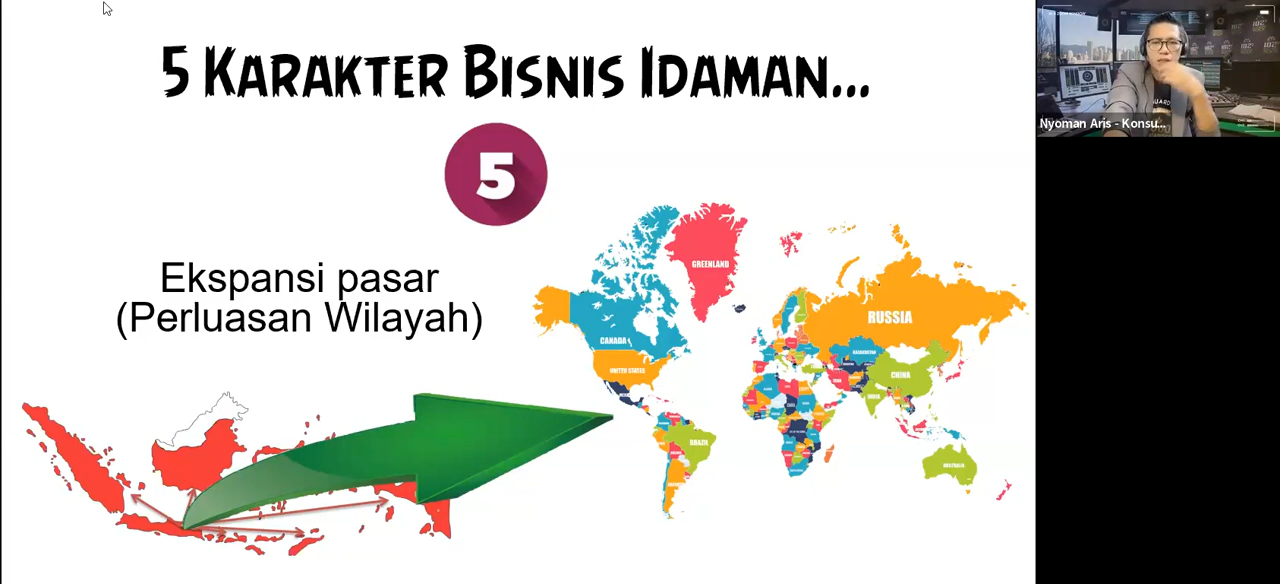 5 KARAKTER BISNIS IDAMAN...
5
Ekspansi pasar
(Perluasan Wilayah)
GREENLAND
RUSSIA
CANADA
UNITED STATES
CHINA
INDIA
BRAZIL
AUSTRALIA
KAZAKHSTAN
Nyoman Aris - Konsu...